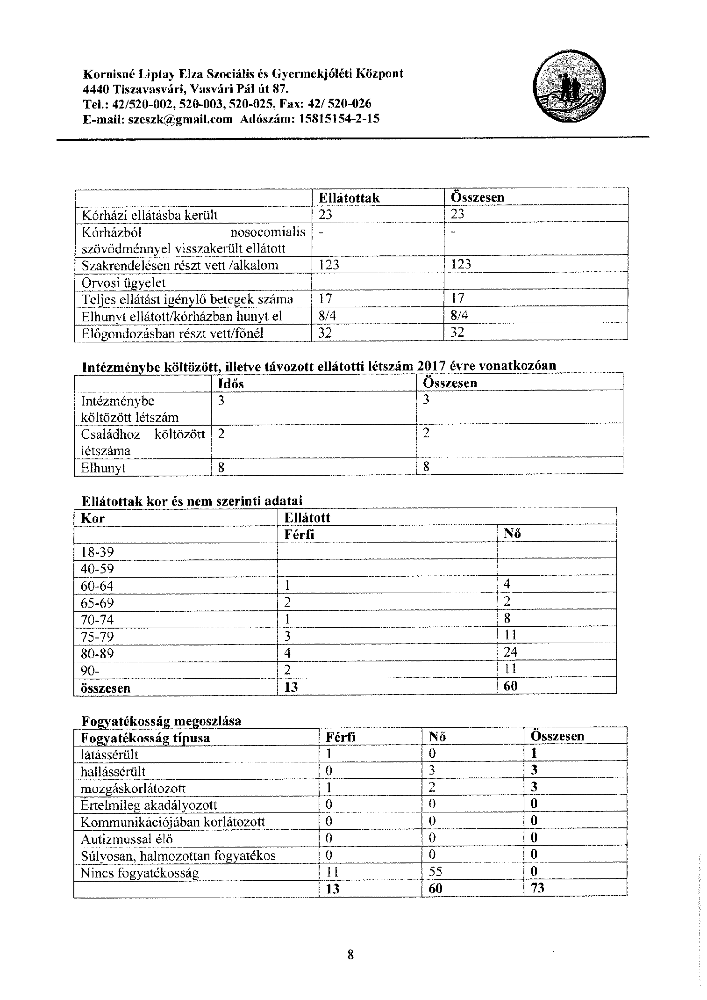 Kornisné Liptay Elza Szociális és Gyermekjóléti Központ
4440 Tiszavasvári, Vasvári Pál út 87.
Tel.: 42/520-002, 520-003, 520-025, Fax: 42/ 520-026
E-mail: szeszk@gmail.com Adószám: 15815154-2-15
Ellátottak Összesen
Kórházi ellátásba került 23 23
Kórházból nosocomialis - -
szövődménnyel visszakerült ellátott
Szakrendelésen részt vett /alkalom 123 123
Orvosi ügyelet
Teljes ellátást igénylő betegek száma 17 17
Elhunyt ellátott/kórházban hunyt el 8/4 8/4
Előgondozásban részt vett/főnél 32 32
Intézménybe költözött, illetve távozott ellátotti létszám 2017 évre vonatkozóan
Idős Összesen
Intézménybe 3 3
költözött létszám
Családhoz költözött 2 2
létszáma
Elhunyt 8 8
Ellátottak kor és nem szerinti adatai
Kor Ellátott
Férfi Nő
18-39
40-59
60-64 1 4
65-69 2 2
70-74 1 8
75-79 3 11
80-89 4 24
90- 2 11
összesen 13 60
Fogyatékosság megoszlása
Fogyatékosság típusa Férfi Nő Összesen
látássérült 1 0 1
hallássérült 0 3 3
mozgáskorlátozott 1 2 3
Értelmileg akadályozott 0 0 0
Kommunikációjában korlátozott 0 0 0
Autizmussal élő 0 0 0
Súlyosan, halmozottan fogyatékos 0 0 0
Nincs fogyatékosság 11 55 0
13 60 73
8